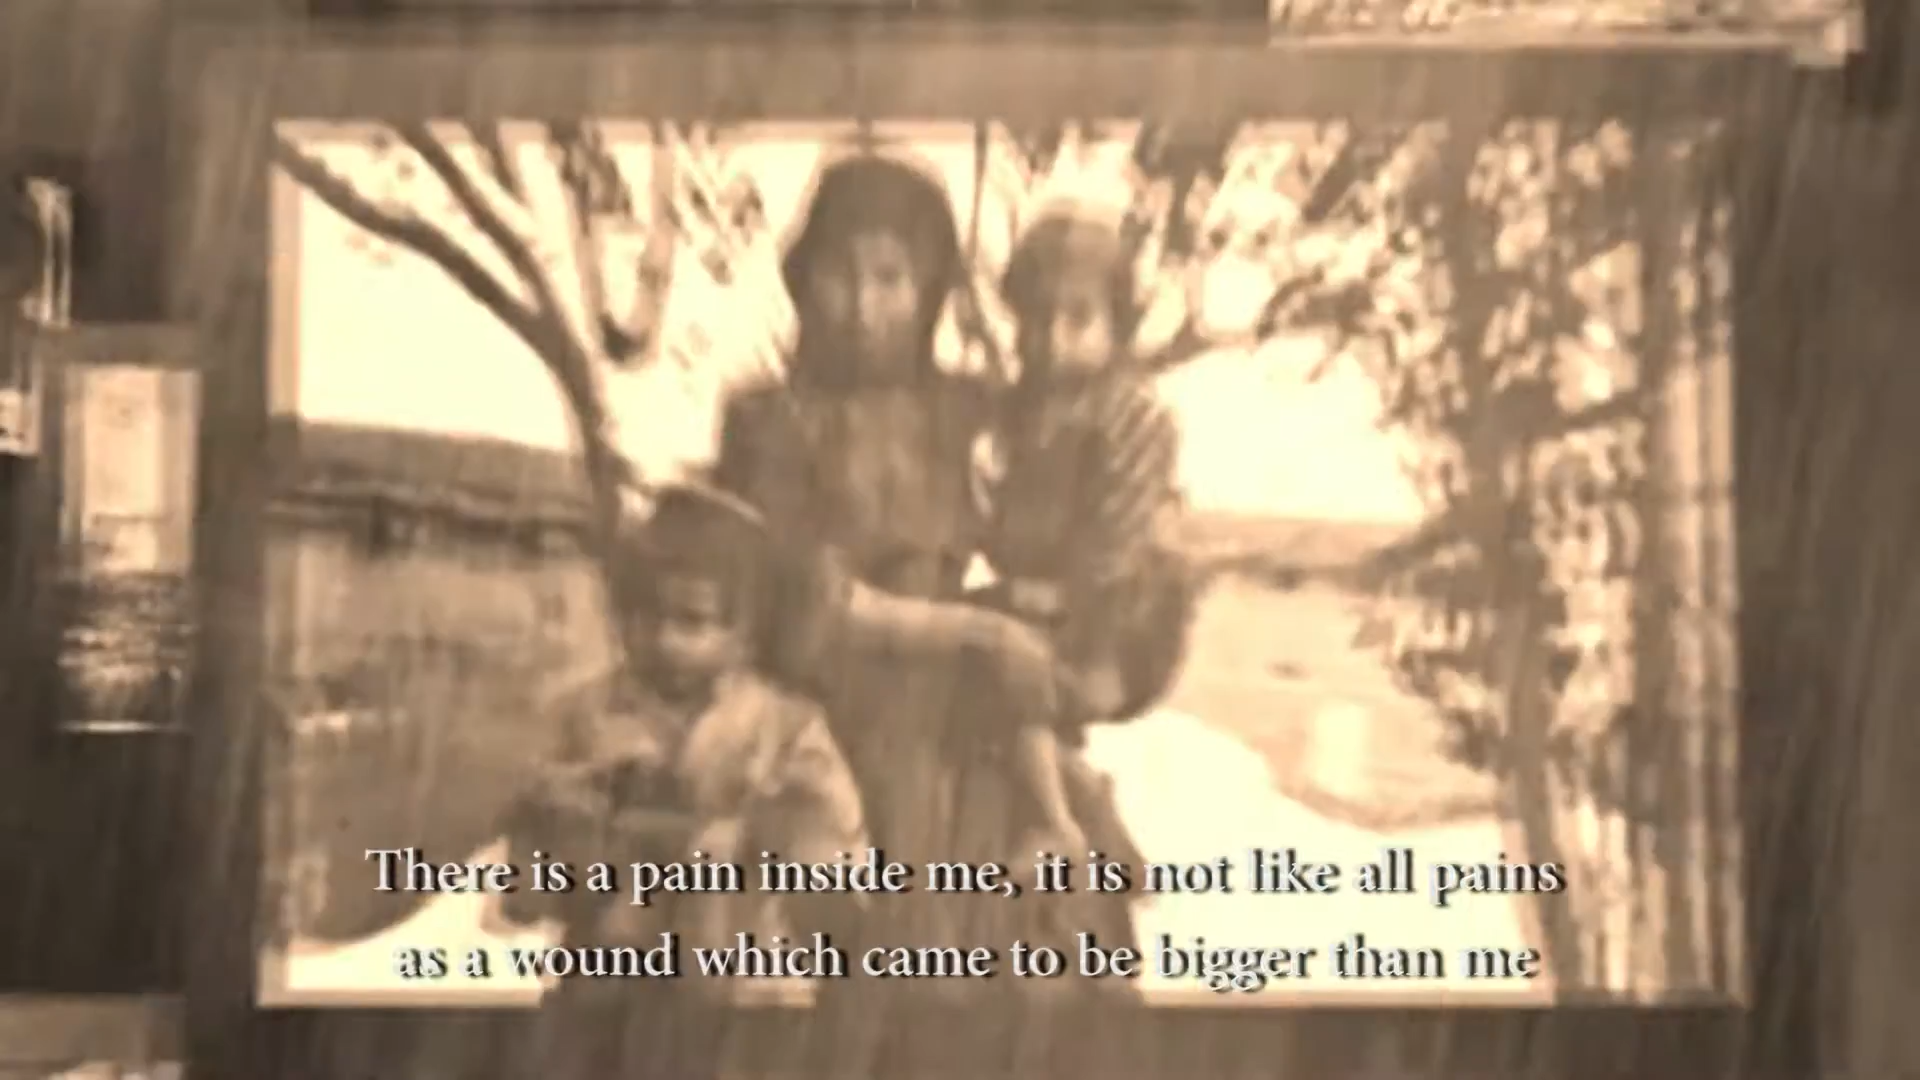 There is a pain inside me, it is not like all pains
as a wound which came to be bigger than me